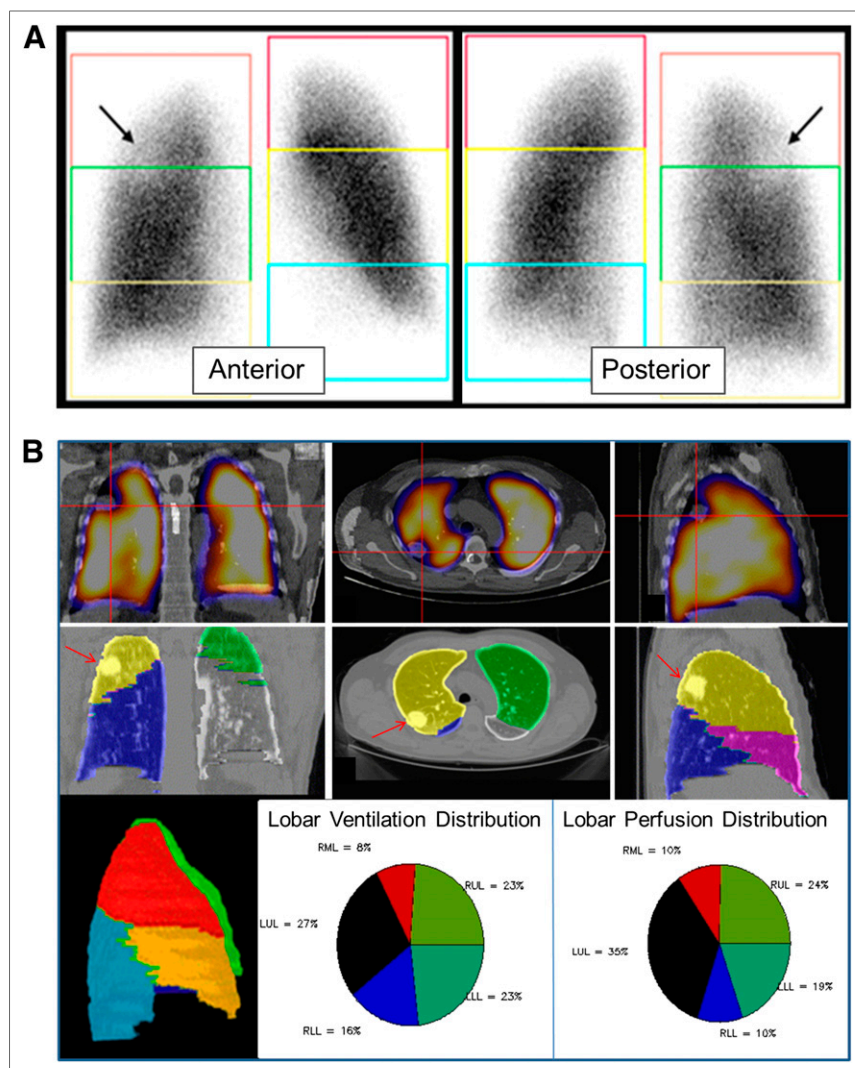 A
Anterior
Posterior
B
Lobar Ventilation Distribution
RML = 8%
RUL = 23%
LUL = 27%
LLL = 23%
RLL = 16%
Lobar Perfusion Distribution
RML = 10%
RUL = 24%
LUL = 35%
LLL = 19%
RLL = 10%